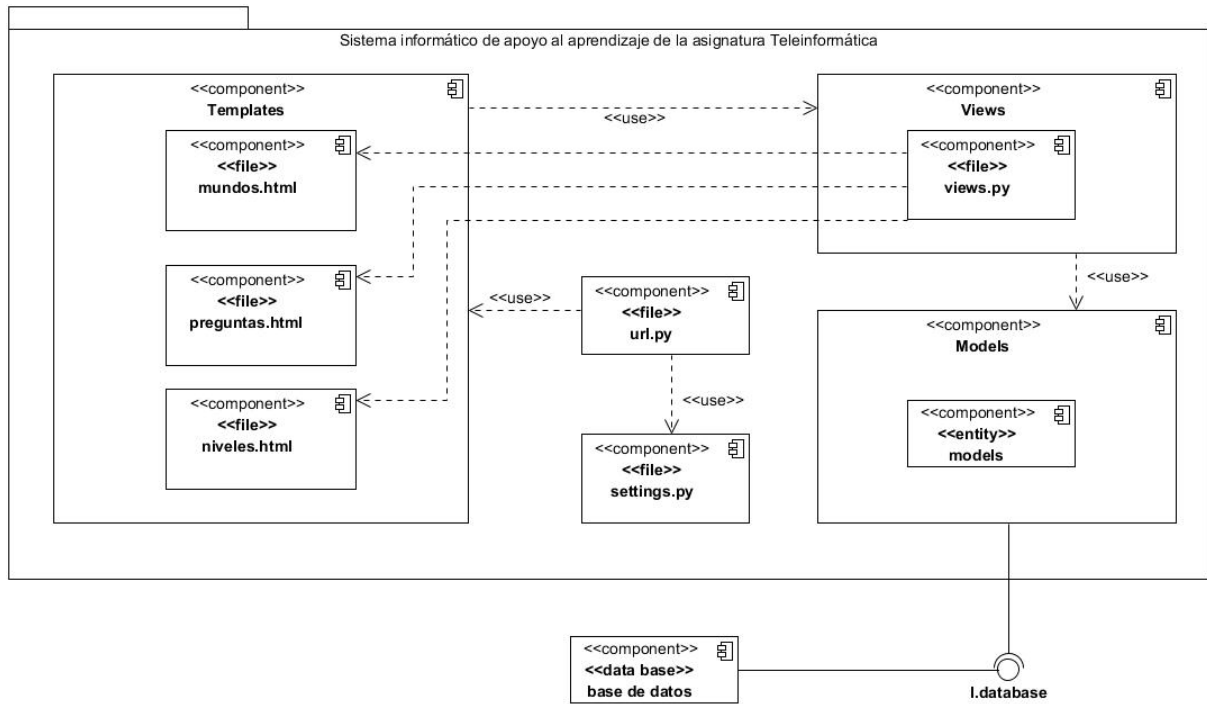 Sistema informático de apoyo al aprendizaje de la asignatura Teleinformática
<<component>>
Templates
<<component>>
<<file>>
mundos.html
<<component>>
<<file>>
preguntas.html
<<component>>
<<file>>
niveles.html
<<use>>
<<use>>
<<component>>
<<file>>
url.py
<<use>>
<<component>>
<<file>>
settings.py
<<component>>
Views
<<component>>
<<file>>
views.py
<<use>>
<<component>>
Models
<<component>>
<<entity>>
models
<<component>>
<<data base>>
base de datos
I.database